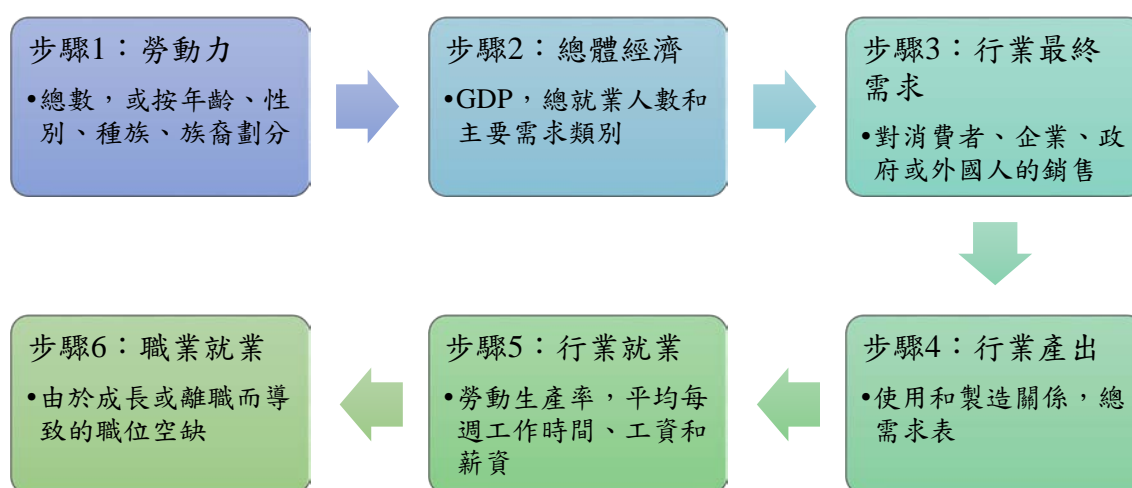 步驟1：勞動力
•總數，或按年齡、性
別、種族、族裔劃分
步驟2：總體經濟
•GDP，總就業人數和
主要需求類別
步驟3：行業最終
需求
•對消費者、企業、政
府或外國人的銷售
步驟4：行業產出
•使用和製造關係，總
需求表
步驟5：行業就業
•勞動生產率，平均每
週工作時間、工資和
薪資
步驟6：職業就業
•由於成長或離職而導
致的職位空缺